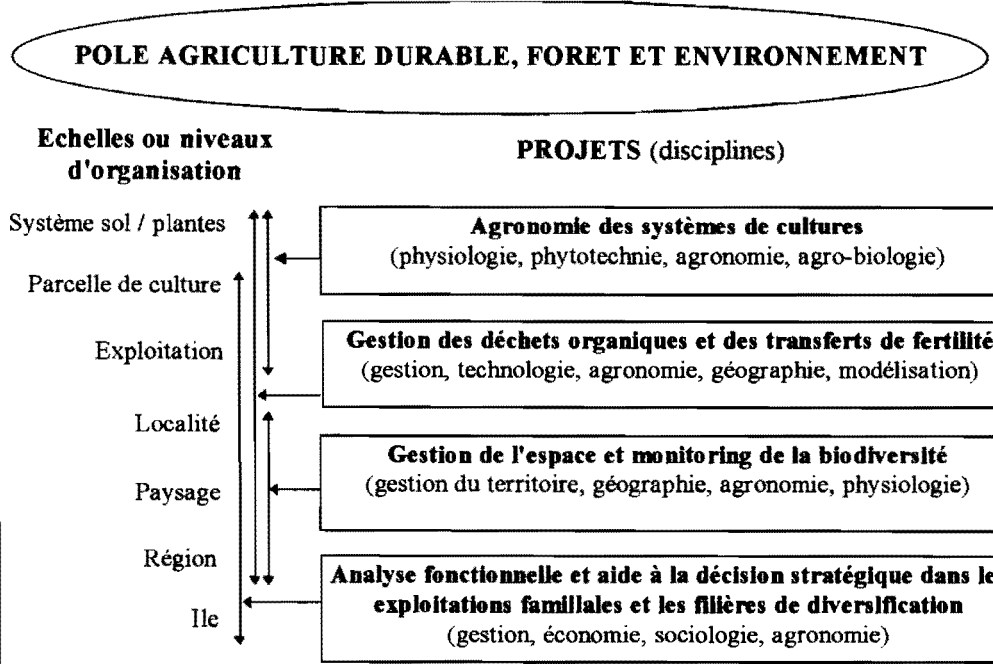 POLE AGRICULTURE DURABLE, FORET ET ENVIRONNEMENT
Echelles ou niveaux
d'organisation
PROJETS (disciplines)
Système sol / plantes
Parcelle de culture
Exploitation
Localité
Paysage
Région
Ile
Agronomie des systèmes de cultures
(physiologie, phytotechnie, agronomie, agro-biologie)
Gestion des déchets organiques et des transferts de fertilité
(gestion, technologie, agronomie, géographie, modélisation)
Gestion de l'espace et monitoring de la biodiversité
(gestion du territoire, géographie, agronomie, physiologie)
Analyse fonctionnelle et aide à la décision stratégique dans le
exploitations familiales et les filières de diversification
(gestion, économie, sociologie, agronomie)